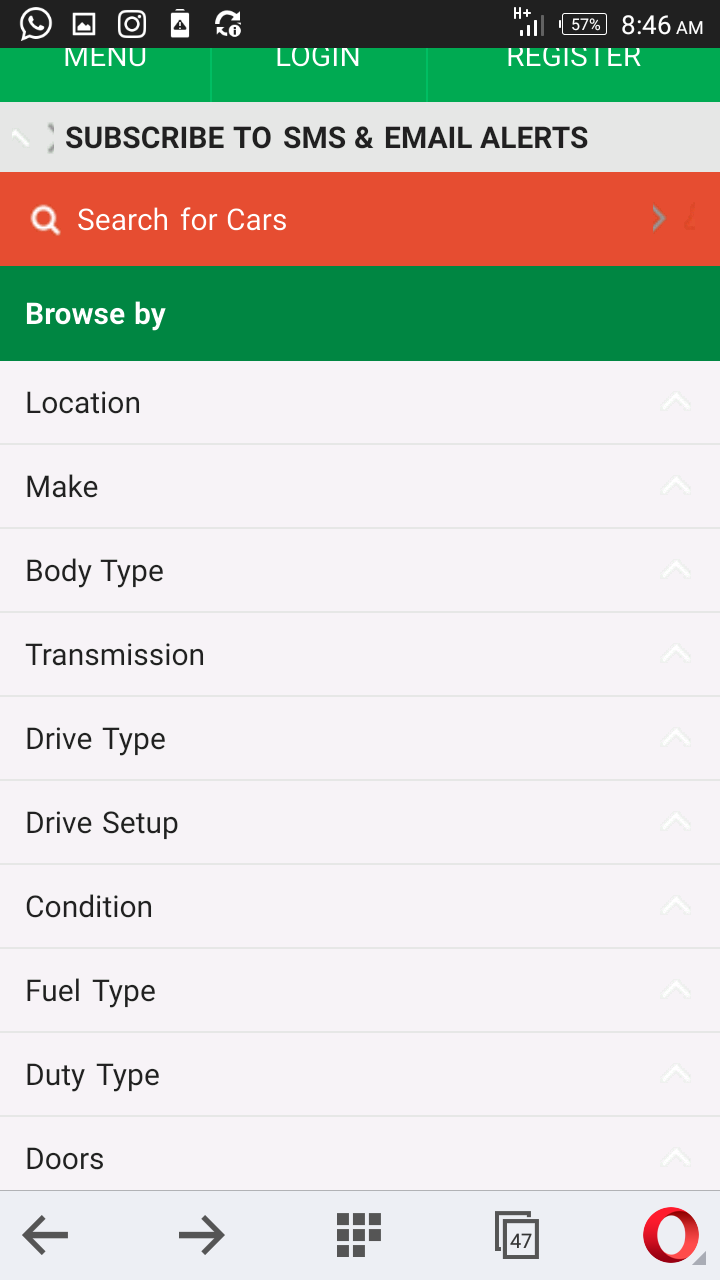 H+ 57% 8:46 AM
MENU LOGIN REGISTER
SUBSCRIBE TO SMS & EMAIL ALERTS
Search for Cars
Browse by
Location
Make
Body Type
Transmission
Drive Type
Drive Setup
Condition
Fuel Type
Duty Type
Doors
47